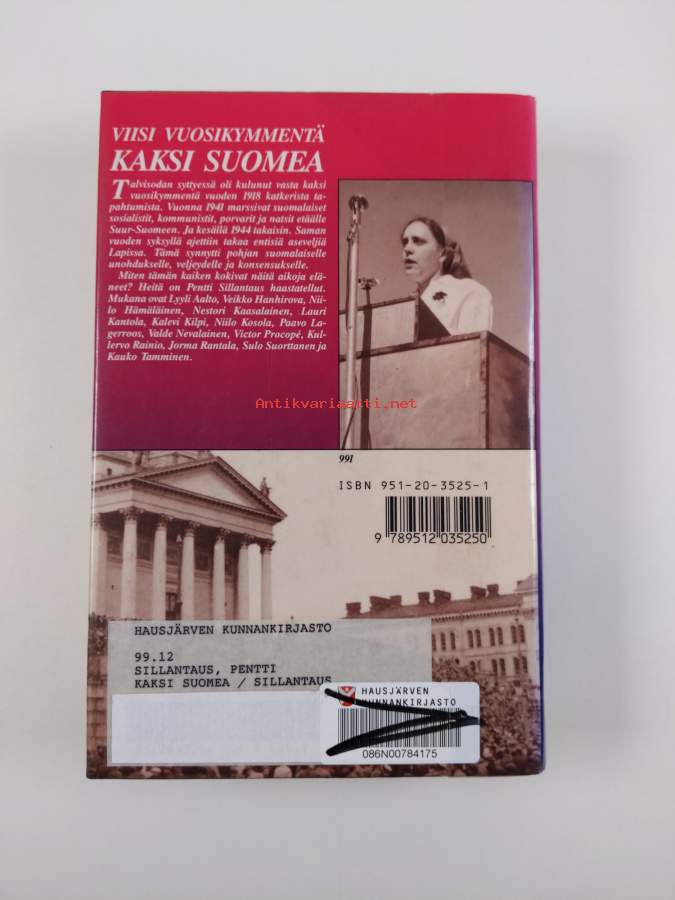 VIISI VUOSIKYMMENTÄ
KAKSI SUOMEA
Talvisodan syttyessä oli kulunut vasta kaksi
vuosikymmentä vuoden 1918 katkerista ta-
pahtumista. Vuonna 1941 marssivat suomalaiset
sosialistit, kommunistit, porvarit ja natsit etäälle
Suur-Suomeen. Ja kesällä 1944 takaisin. Saman
vuoden syksyllä ajettiin takaa entisiä aseveljiä
Lapissa. Tämä synnytti pohjan suomalaiselle
unohdukselle, veljeydelle ja konsensukselle.
Miten tämän kaiken kokivat näitä aikoja elä-
neet? Heitä on Pentti Sillantaus haastatellut.
Mukana ovat Lyyli Aalto, Veikko Hanhirova, Nii-
lo Hämäläinen, Nestori Kaasalainen, Lauri
Kantola, Kalevi Kilpi, Niilo Kosola, Paavo La-
gerroos, Valde Nevalainen, Victor Procopé, Kul-
lervo Rainio, Jorma Rantala, Sulo Suorttanen ja
Kauko Tamminen.
Antikvariaatti.net
991
ISBN 951-20-3525-1
9 789512 035250
HAUSJÄRVEN KUNNANKIRJASTO
99.12
SILLANTAUS, PENTTI
KAKSI SUOMEA / SILLANTAUS
HAUSJÄRVEN
KUNNANKIRJASTO
086N00784175